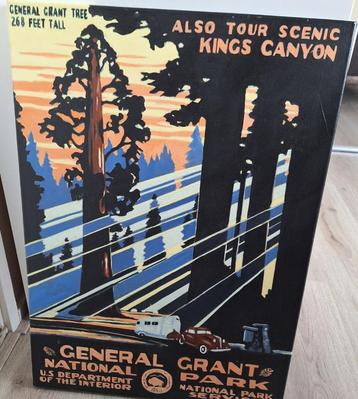 GENERAL GRANT TREE
268 FEET TALL
ALSO TOUR SCENIC
KINGS CANYON
GENERAL GRANT
NATIONAL PARK
U.S. DEPARTMENT
OF THE INTERIOR
NATIONAL PARK
SERVICE